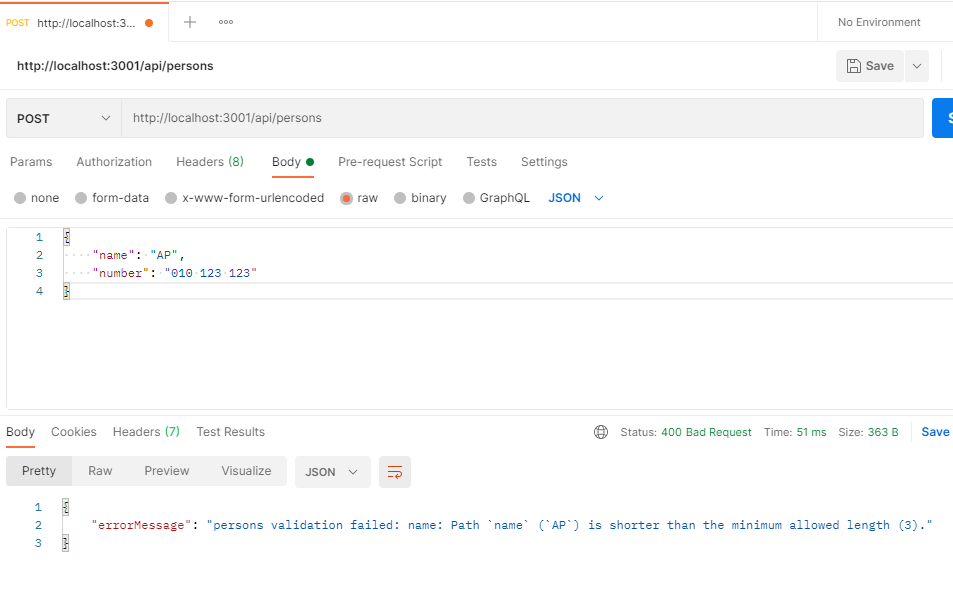 POST http://localhost:3... No Environment
http://localhost:3001/api/persons Save
POST http://localhost:3001/api/persons
Params Authorization Headers (8) Body Pre-request Script Tests Settings
none form-data x-www-form-urlencoded raw binary GraphQL JSON
1 {
2 "name": "AP",
3 "number": "010 123 123"
4 }
Body Cookies Headers (7) Test Results Status: 400 Bad Request Time: 51 ms Size: 363 B Save
Pretty Raw Preview Visualize JSON
1 {
2 "errorMessage": "persons validation failed: name: Path `name` (`AP`) is shorter than the minimum allowed length (3)."
3 }